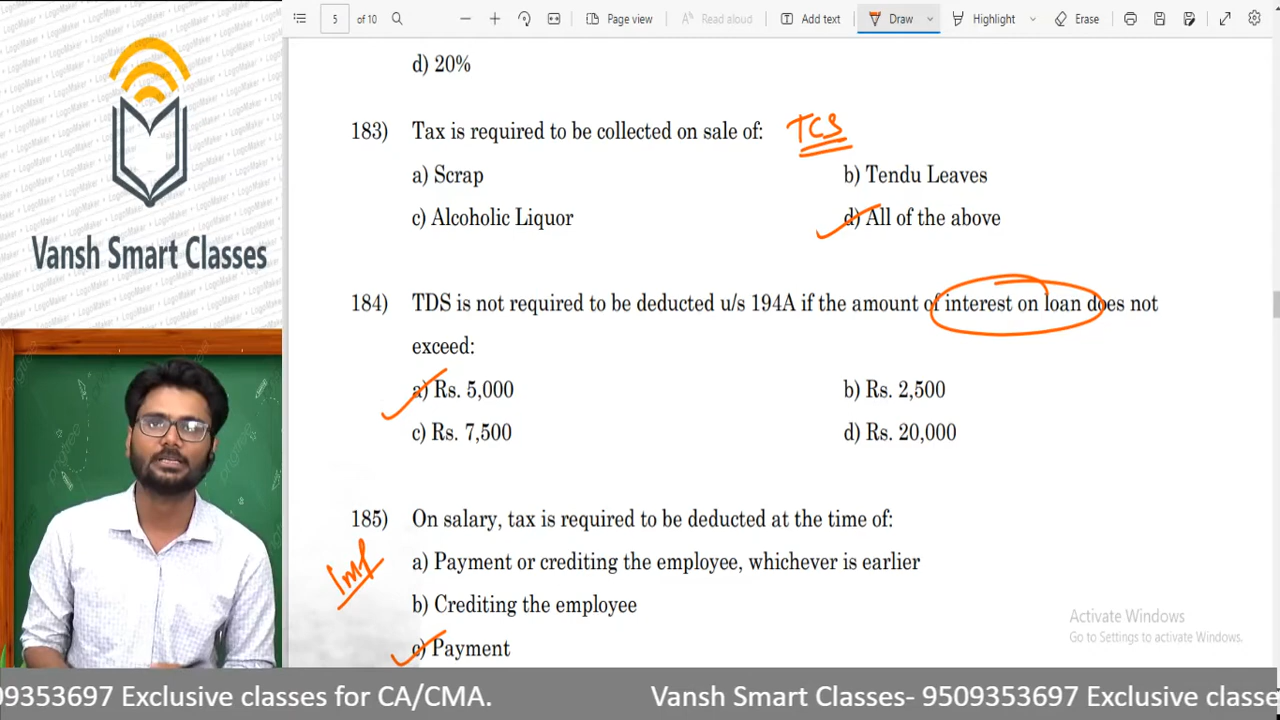 5 of 10 Page view Read aloud Add text Draw Highlight Erase
d) 20%
183) Tax is required to be collected on sale of: TCS
a) Scrap b) Tendu Leaves
c) Alcoholic Liquor d) All of the above
Vansh Smart Classes
184) TDS is not required to be deducted u/s 194A if the amount of interest on loan does not
exceed:
a) Rs. 5,000 b) Rs. 2,500
c) Rs. 7,500 d) Rs. 20,000
185) On salary, tax is required to be deducted at the time of:
Imp a) Payment or crediting the employee, whichever is earlier
b) Crediting the employee
c) Payment
Activate Windows
Go to Settings to activate Windows.
09353697 Exclusive classes for CA/CMA. Vansh Smart Classes- 9509353697 Exclusive classe